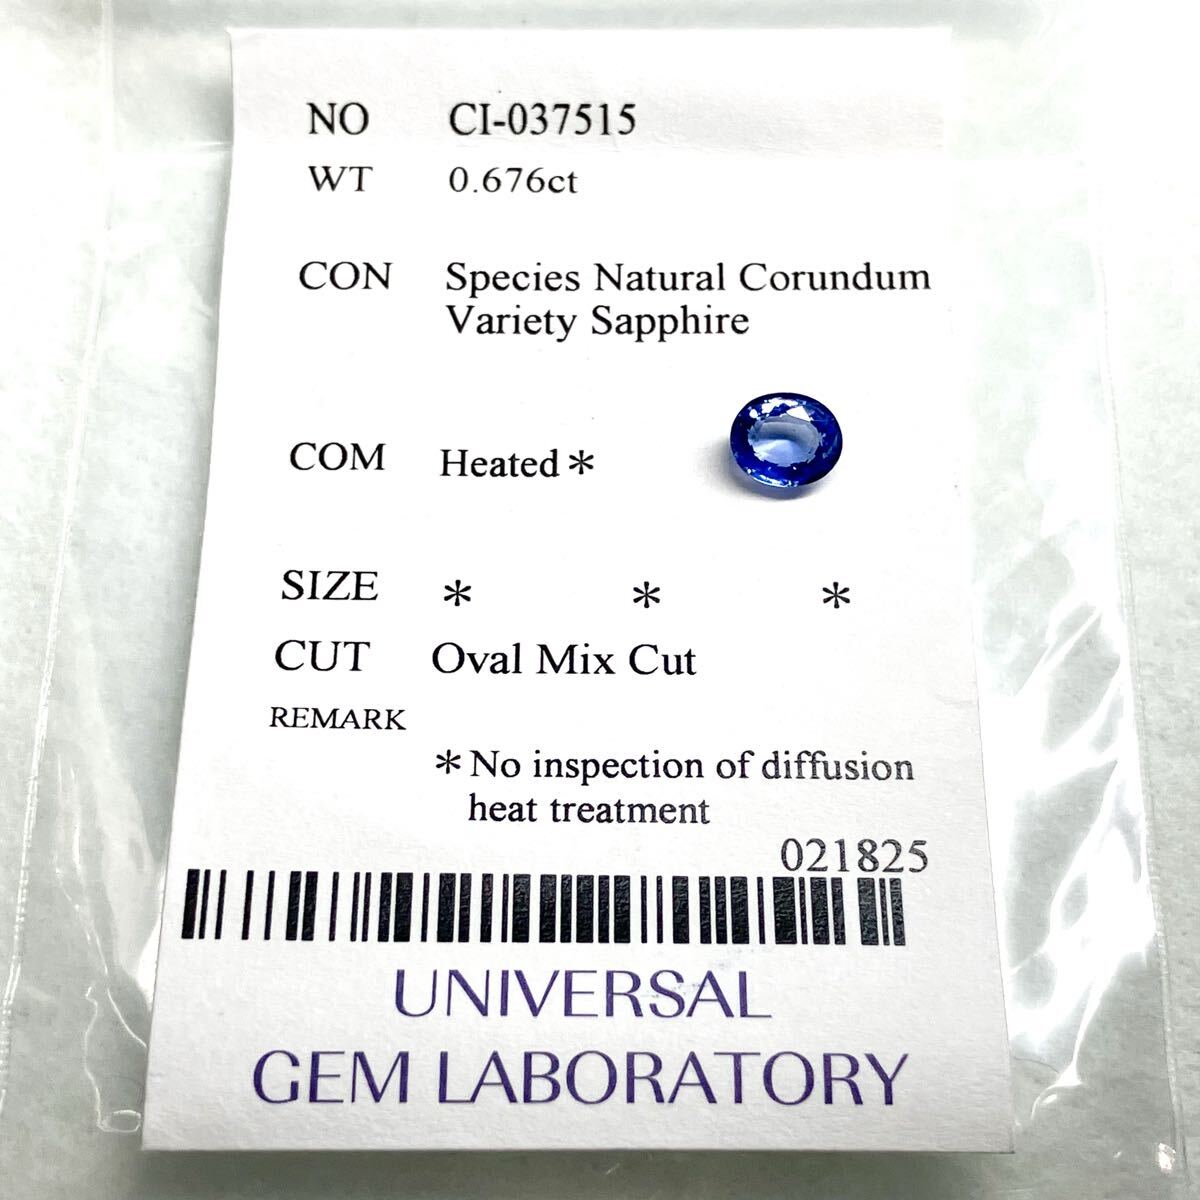 NO CI-037515
WT 0.676ct
CON Species Natural Corundum
Variety Sapphire
COM Heated*
SIZE * * *
CUT Oval Mix Cut
REMARK
*No inspection of diffusion
heat treatment
021825
UNIVERSAL
GEM LABORATORY